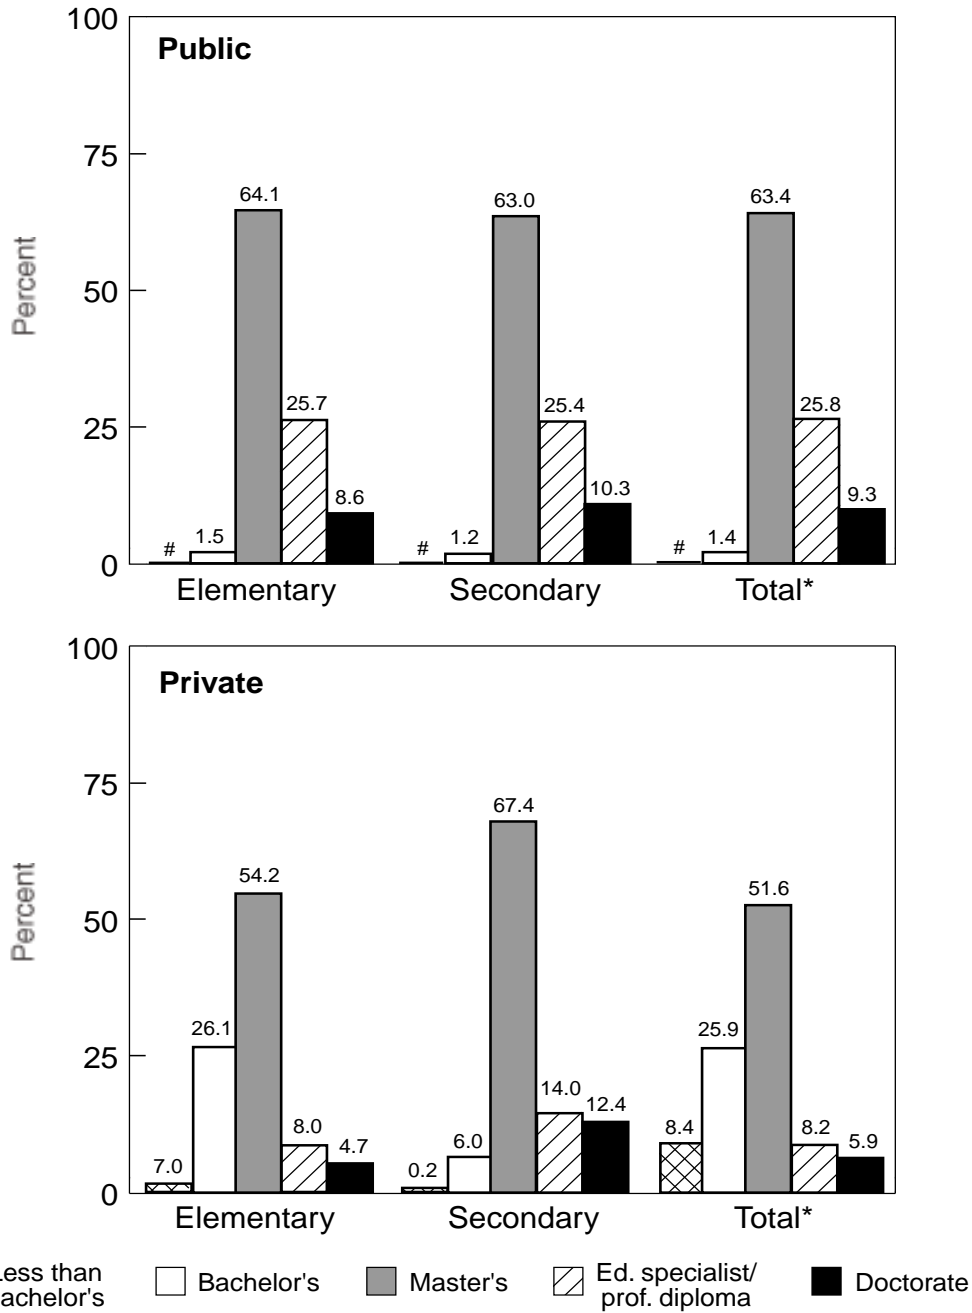 100
Public
75
64.1
63.0
63.4
Percent
50
25.7
25.4
25.8
25
8.6
10.3
9.3
# 1.5
# 1.2
# 1.4
0
Elementary Secondary Total*
100
Private
75
67.4
54.2
51.6
Percent
50
26.1
25.9
25
14.0
12.4
8.0
8.4
8.2
7.0
4.7
6.0
5.9
0.2
0
Elementary Secondary Total*
ess than
achelor's
Bachelor's
Master's
Ed. specialist/
prof. diploma
Doctorate